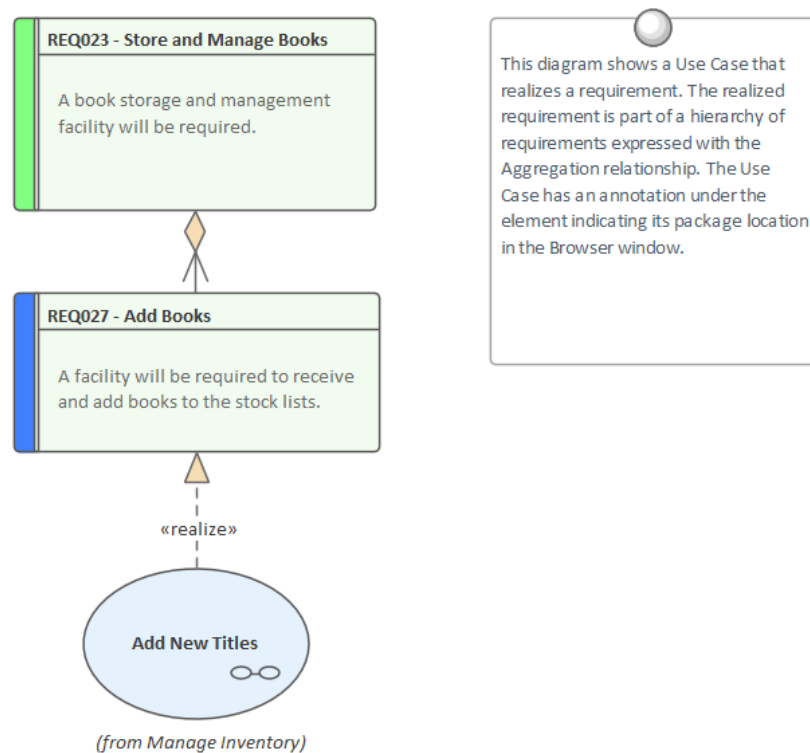 REQ023 - Store and Manage Books
A book storage and management
facility will be required.
REQ027 - Add Books
A facility will be required to receive
and add books to the stock lists.
«realize»
Add New Titles
(from Manage Inventory)
This diagram shows a Use Case that
realizes a requirement. The realized
requirement is part of a hierarchy of
requirements expressed with the
Aggregation relationship. The Use
Case has an annotation under the
element indicating its package location
in the Browser window.